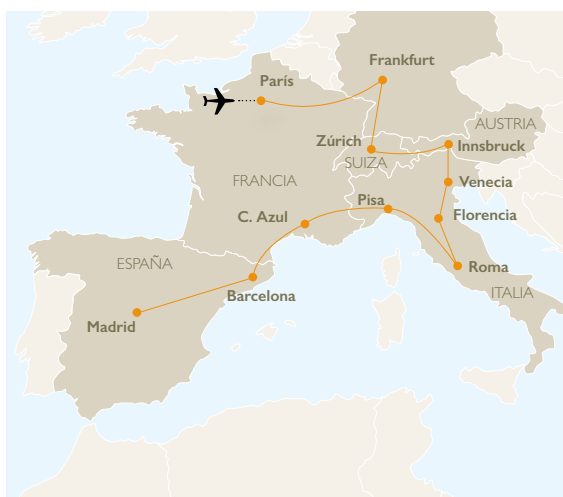 Frankfurt
París
AUSTRIA
Zúrich
Innsbruck
SUIZA
FRANCIA
Venecia
Pisa
C. Azul
Florencia
ESPAÑA
Roma
Barcelona
ITALIA
Madrid